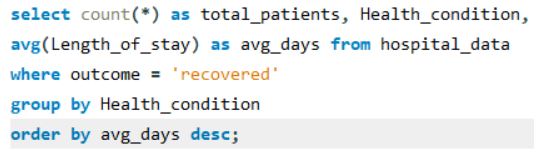 select count(*) as total_patients, Health_condition,
avg(Length_of_stay) as avg_days from hospital_data
where outcome = 'recovered'
group by Health_condition
order by avg_days desc;